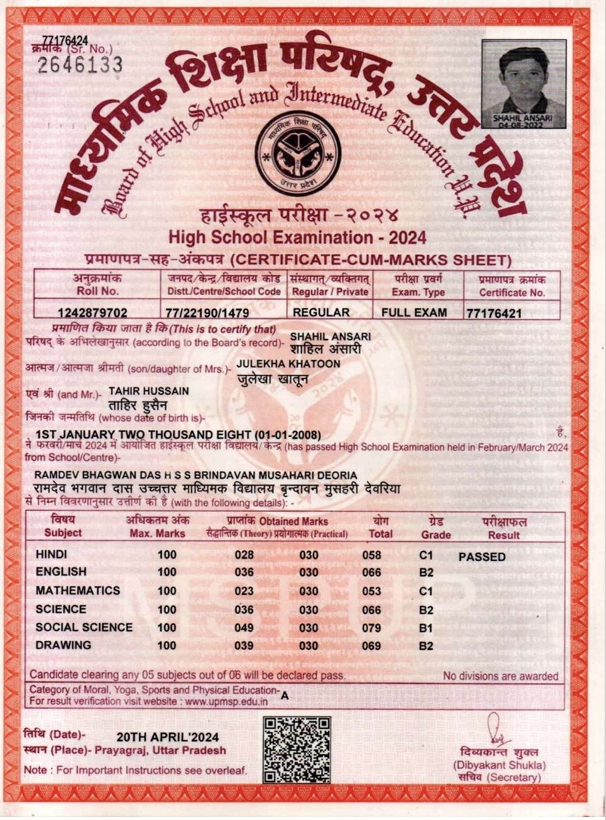 77176424
क्रमांक (Sr. No.)
2646133
माध्यमिक शिक्षा परिषद्, उत्तर प्रदेश
Board of High School and Intermediate Education U.P.
माध्यमिक शिक्षा परिषद्
उत्तर प्रदेश
SHAHIL ANSARI
04-08-2022
हाईस्कूल परीक्षा -२०२४
High School Examination - 2024
प्रमाणपत्र-सह-अंकपत्र (CERTIFICATE-CUM-MARKS SHEET)
अनुक्रमांक जनपद/केन्द्र/विद्यालय कोड संस्थागत/व्यक्तिगत परीक्षा प्रवर्ग प्रमाणपत्र क्रमांक
Roll No. Distt./Centre/School Code Regular / Private Exam. Type Certificate No.
1242879702 77/22190/1479 REGULAR FULL EXAM 77176421
प्रमाणित किया जाता है कि (This is to certify that)
SHAHIL ANSARI
परिषद् के अभिलेखानुसार (according to the Board's record)- शाहिल अंसारी
JULEKHA KHATOON
आत्मज/आत्मजा श्रीमती (son/daughter of Mrs.)- जुलेखा खातून
एवं श्री (and Mr.)- TAHIR HUSSAIN
ताहिर हुसैन
जिनकी जन्मतिथि (whose date of birth is)-
1ST JANUARY TWO THOUSAND EIGHT (01-01-2008) है,
ने फरवरी/मार्च 2024 में आयोजित हाईस्कूल परीक्षा विद्यालय/केन्द्र (has passed High School Examination held in February/March 2024
from School/Centre)-
RAMDEV BHAGWAN DAS H S S BRINDAVAN MUSAHARI DEORIA
रामदेव भगवान दास उच्चत्तर माध्यिमक विद्यालय बृन्दावन मुसहरी देवरिया
से निम्न विवरणानुसार उत्तीर्ण की है (with the following details): -
विषय अधिकतम अंक प्राप्तांक Obtained Marks योग ग्रेड परीक्षाफल
Subject Max. Marks सैद्धान्तिक (Theory) प्रयोगात्मक (Practical) Total Grade Result
HINDI 100 028 030 058 C1 PASSED
ENGLISH 100 036 030 066 B2
MATHEMATICS 100 023 030 053 C1
SCIENCE 100 036 030 066 B2
SOCIAL SCIENCE 100 049 030 079 B1
DRAWING 100 039 030 069 B2
MSPUP
Candidate clearing any 05 subjects out of 06 will be declared pass. No divisions are awarded
Category of Moral, Yoga, Sports and Physical Education- A
For result verification visit website : www.upmsp.edu.in
तिथि (Date)- 20TH APRIL'2024
स्थान (Place)- Prayagraj, Uttar Pradesh
Note : For Important Instructions see overleaf.
दिव्यकान्त शुक्ल
(Dibyakant Shukla)
सचिव (Secretary)